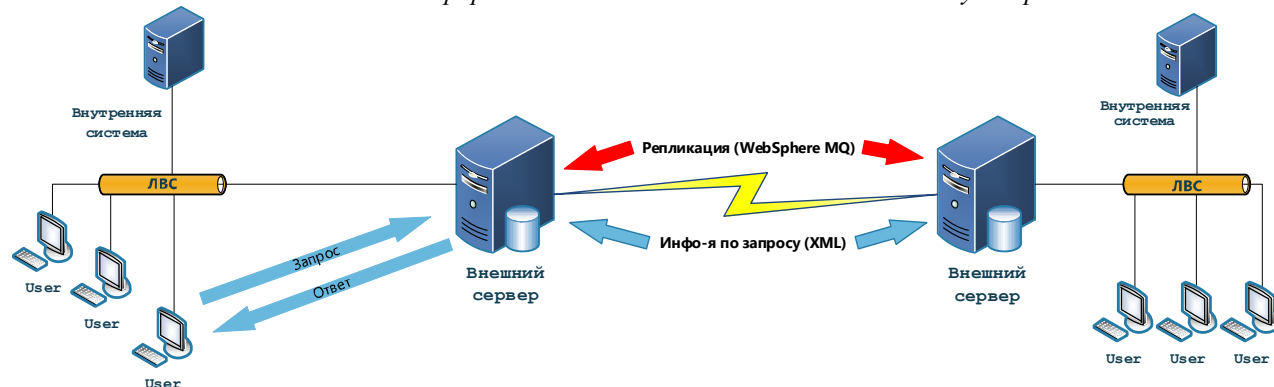 Внутренняя
система
ЛВС
User
User
User
Запрос
Ответ
Внешний
сервер
Репликация (WebSphere MQ)
Инфо-я по запросу (XML)
Внешний
сервер
Внутренняя
система
ЛВС
User
User
User